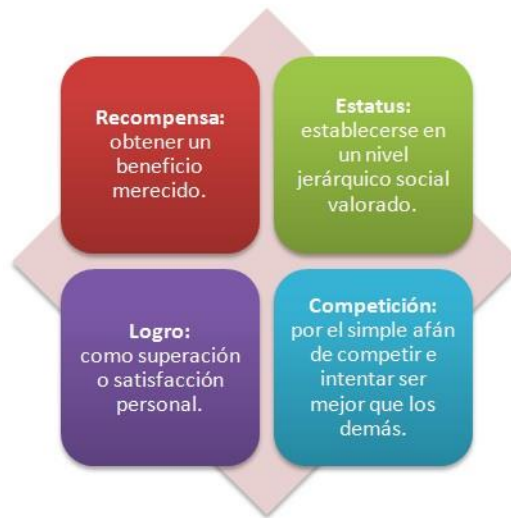 Recompensa:
obtener un
beneficio
merecido.
Estatus:
establecerse en
un nivel
jerárquico social
valorado.
Logro:
como superación
o satisfacción
personal.
Competición:
por el simple afán
de competir e
intentar ser
mejor que los
demás.